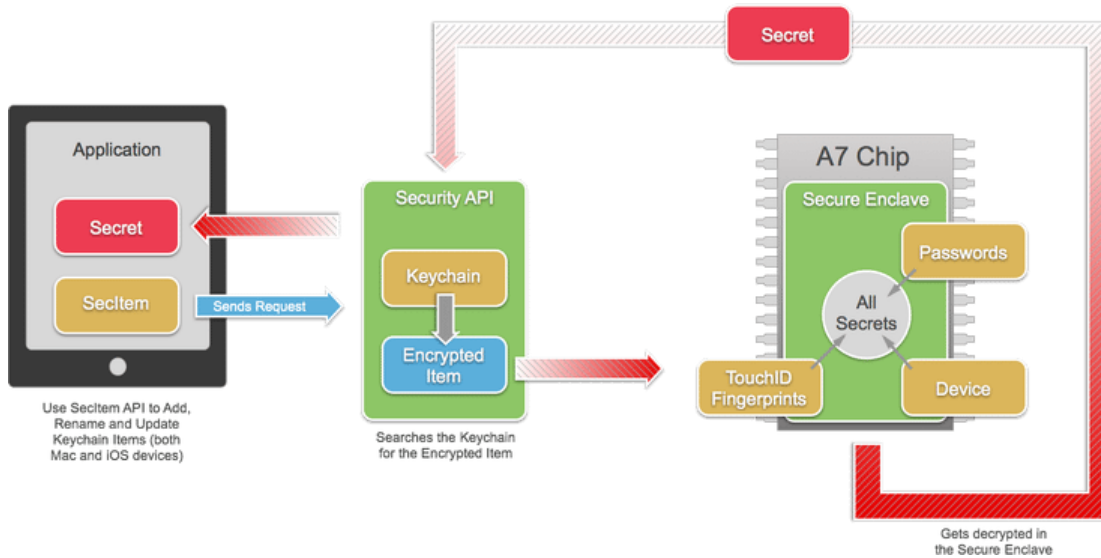 Secret
Application
Secret
SecItem
Sends Request
Use SecItem API to Add,
Rename and Update
Keychain Items (both
Mac and iOS devices)
Security API
Keychain
Encrypted
Item
Searches the Keychain
for the Encrypted Item
A7 Chip
Secure Enclave
Passwords
All
Secrets
TouchID
Fingerprints
Device
Gets decrypted in
the Secure Enclave